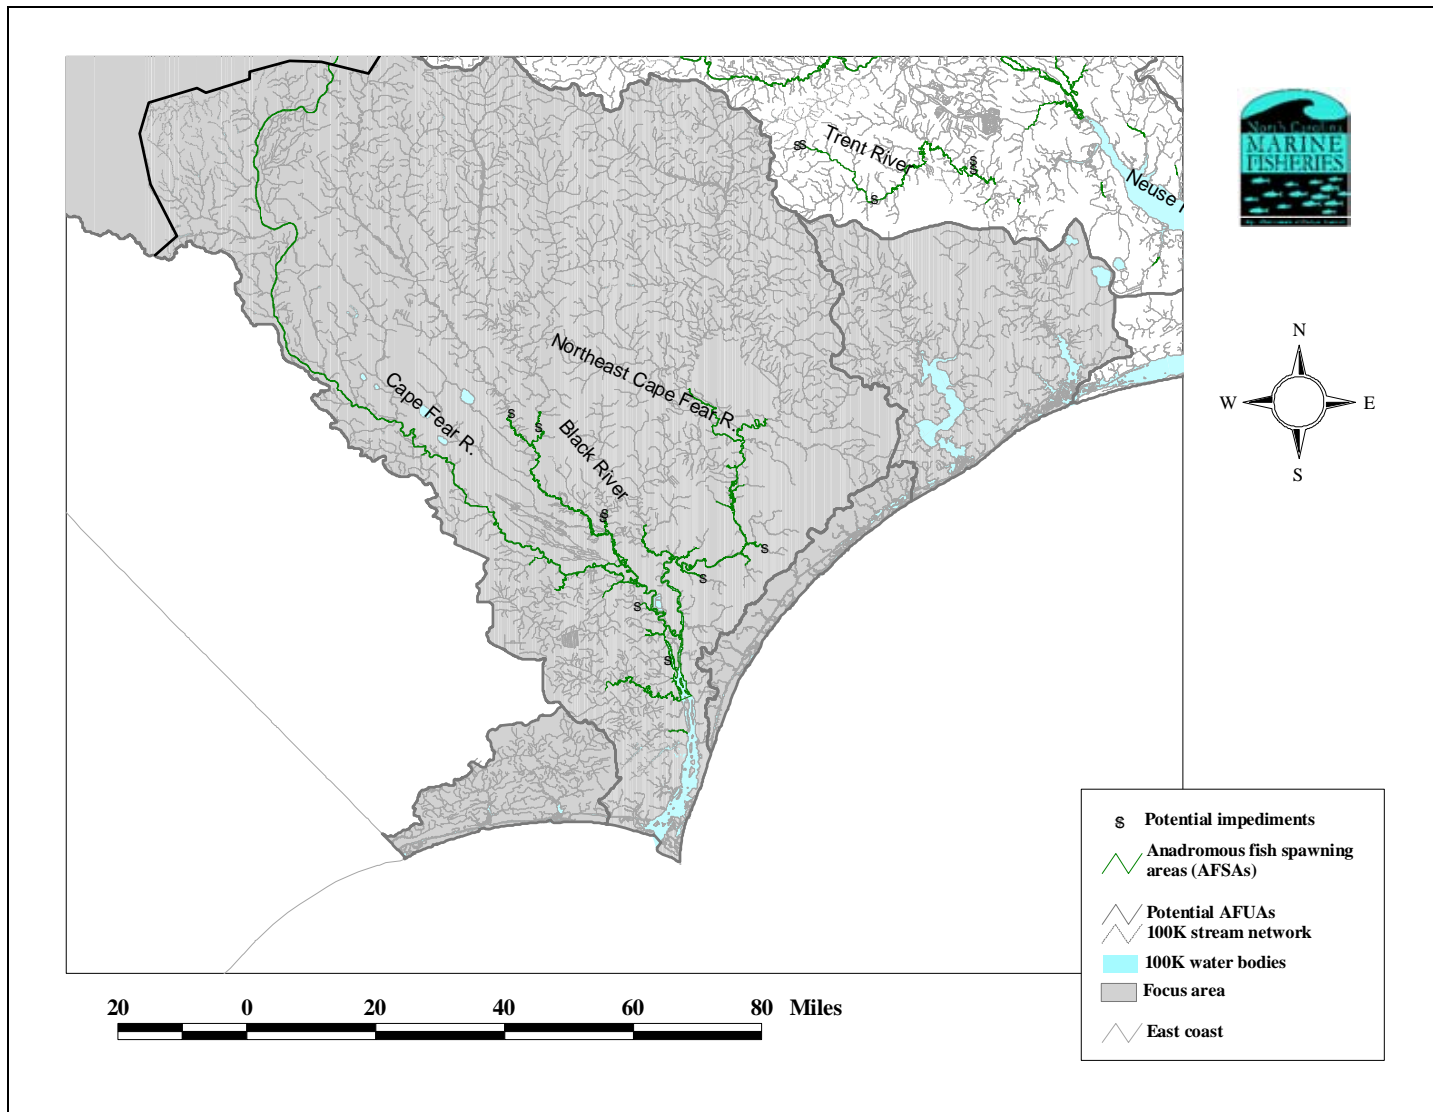 North Carolina
MARINE
FISHERIES
Trent River
Neuse
Northeast Cape Fear R.
Cape Fear R.
Black River
N
W E
S
s Potential impediments
Anadromous fish spawning
areas (AFSAs)
Potential AFUAs
100K stream network
100K water bodies
Focus area
East coast
20 0 20 40 60 80 Miles
s s
s
s
s
s
s
s
s
s
s
s
s
s